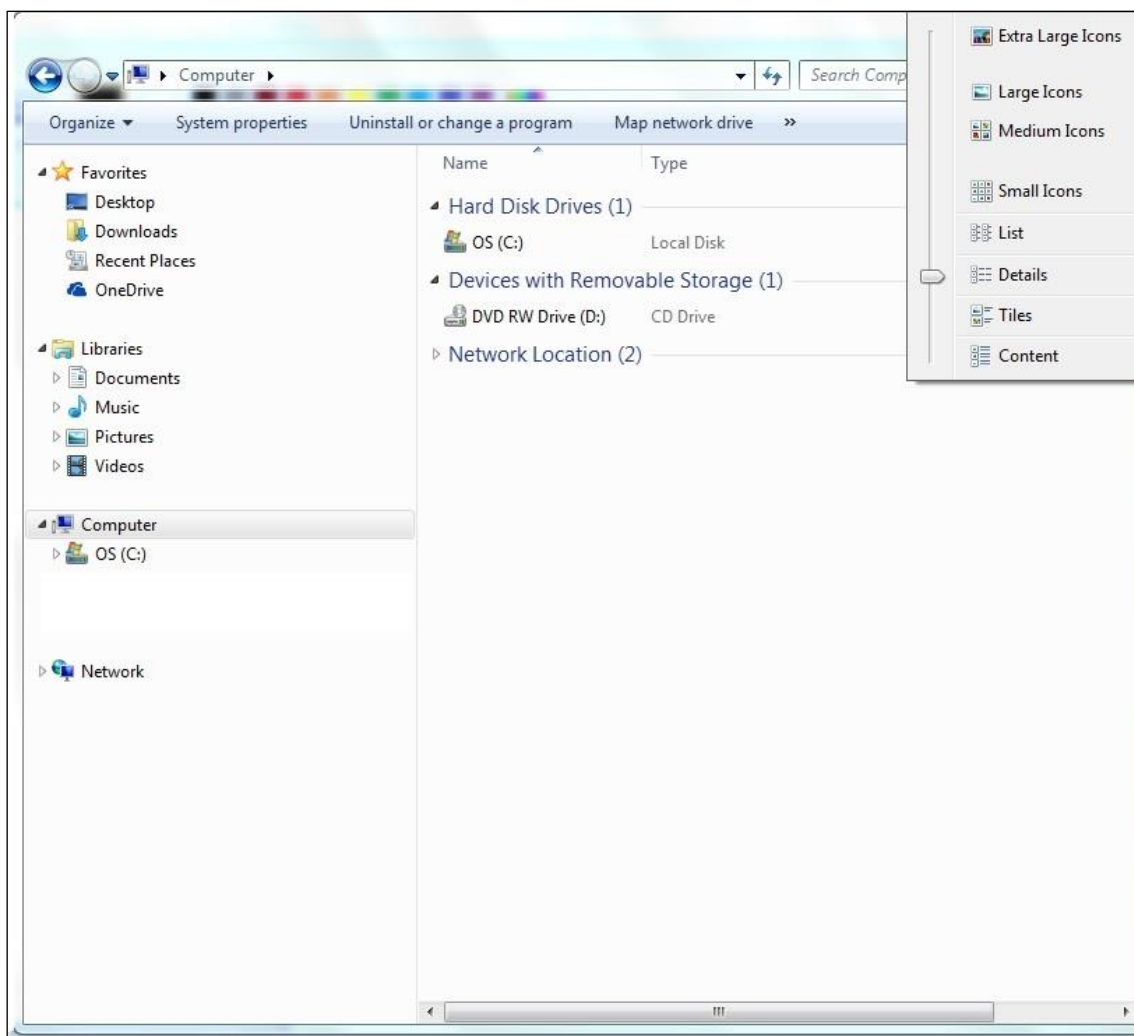 Computer
Search Comp
Organize
System properties
Uninstall or change a program
Map network drive
»
Favorites
Desktop
Downloads
Recent Places
OneDrive
Libraries
Documents
Music
Pictures
Videos
Computer
OS (C:)
Network
Name
Type
Hard Disk Drives (1)
OS (C:) Local Disk
Devices with Removable Storage (1)
DVD RW Drive (D:) CD Drive
Network Location (2)
Extra Large Icons
Large Icons
Medium Icons
Small Icons
List
Details
Tiles
Content